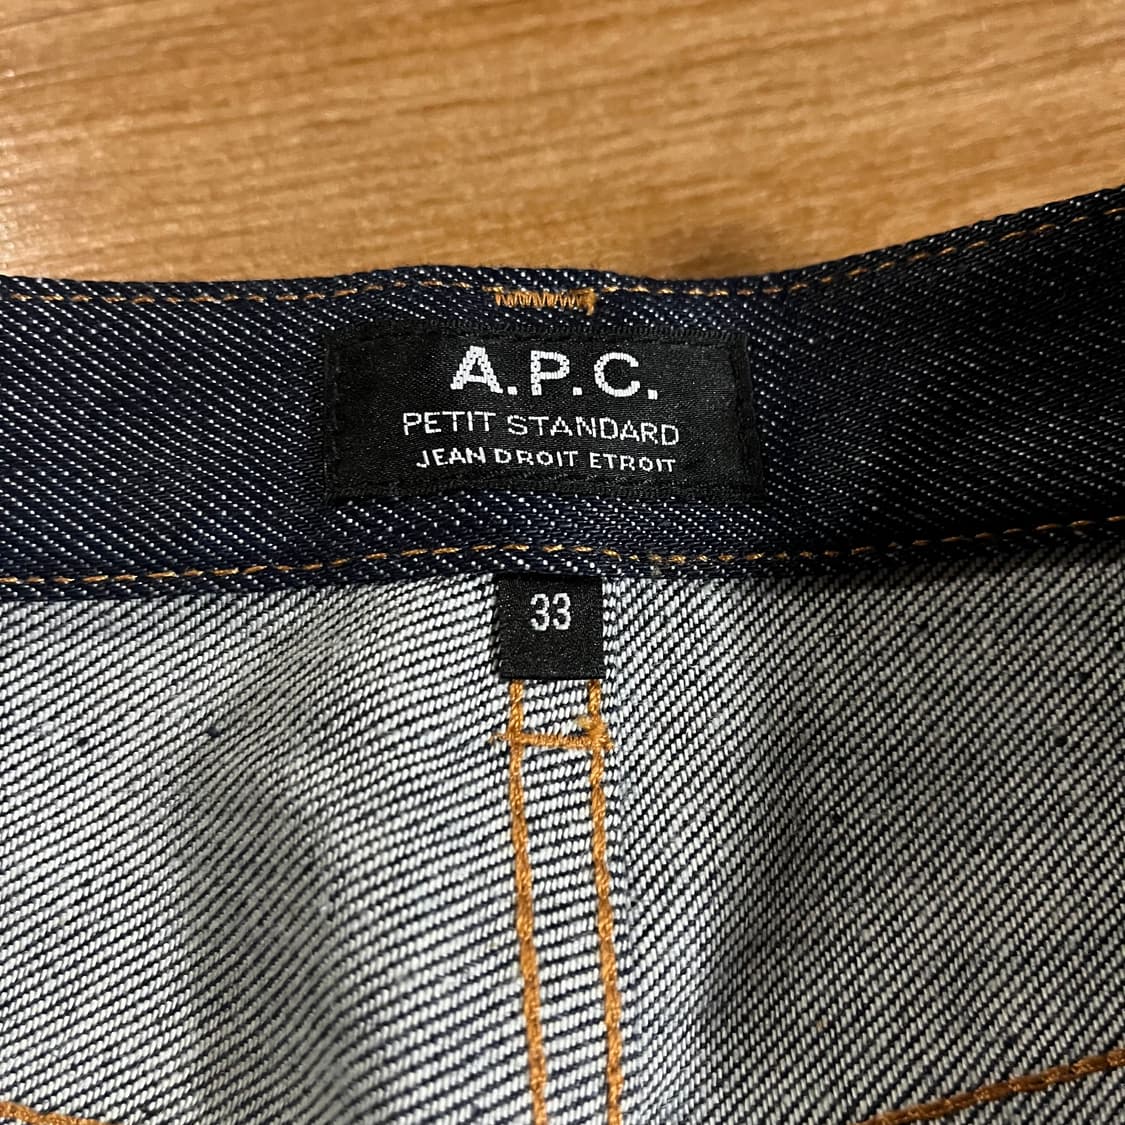 A.P.C.
PETIT STANDARD
JEAN DROIT ETROIT
33